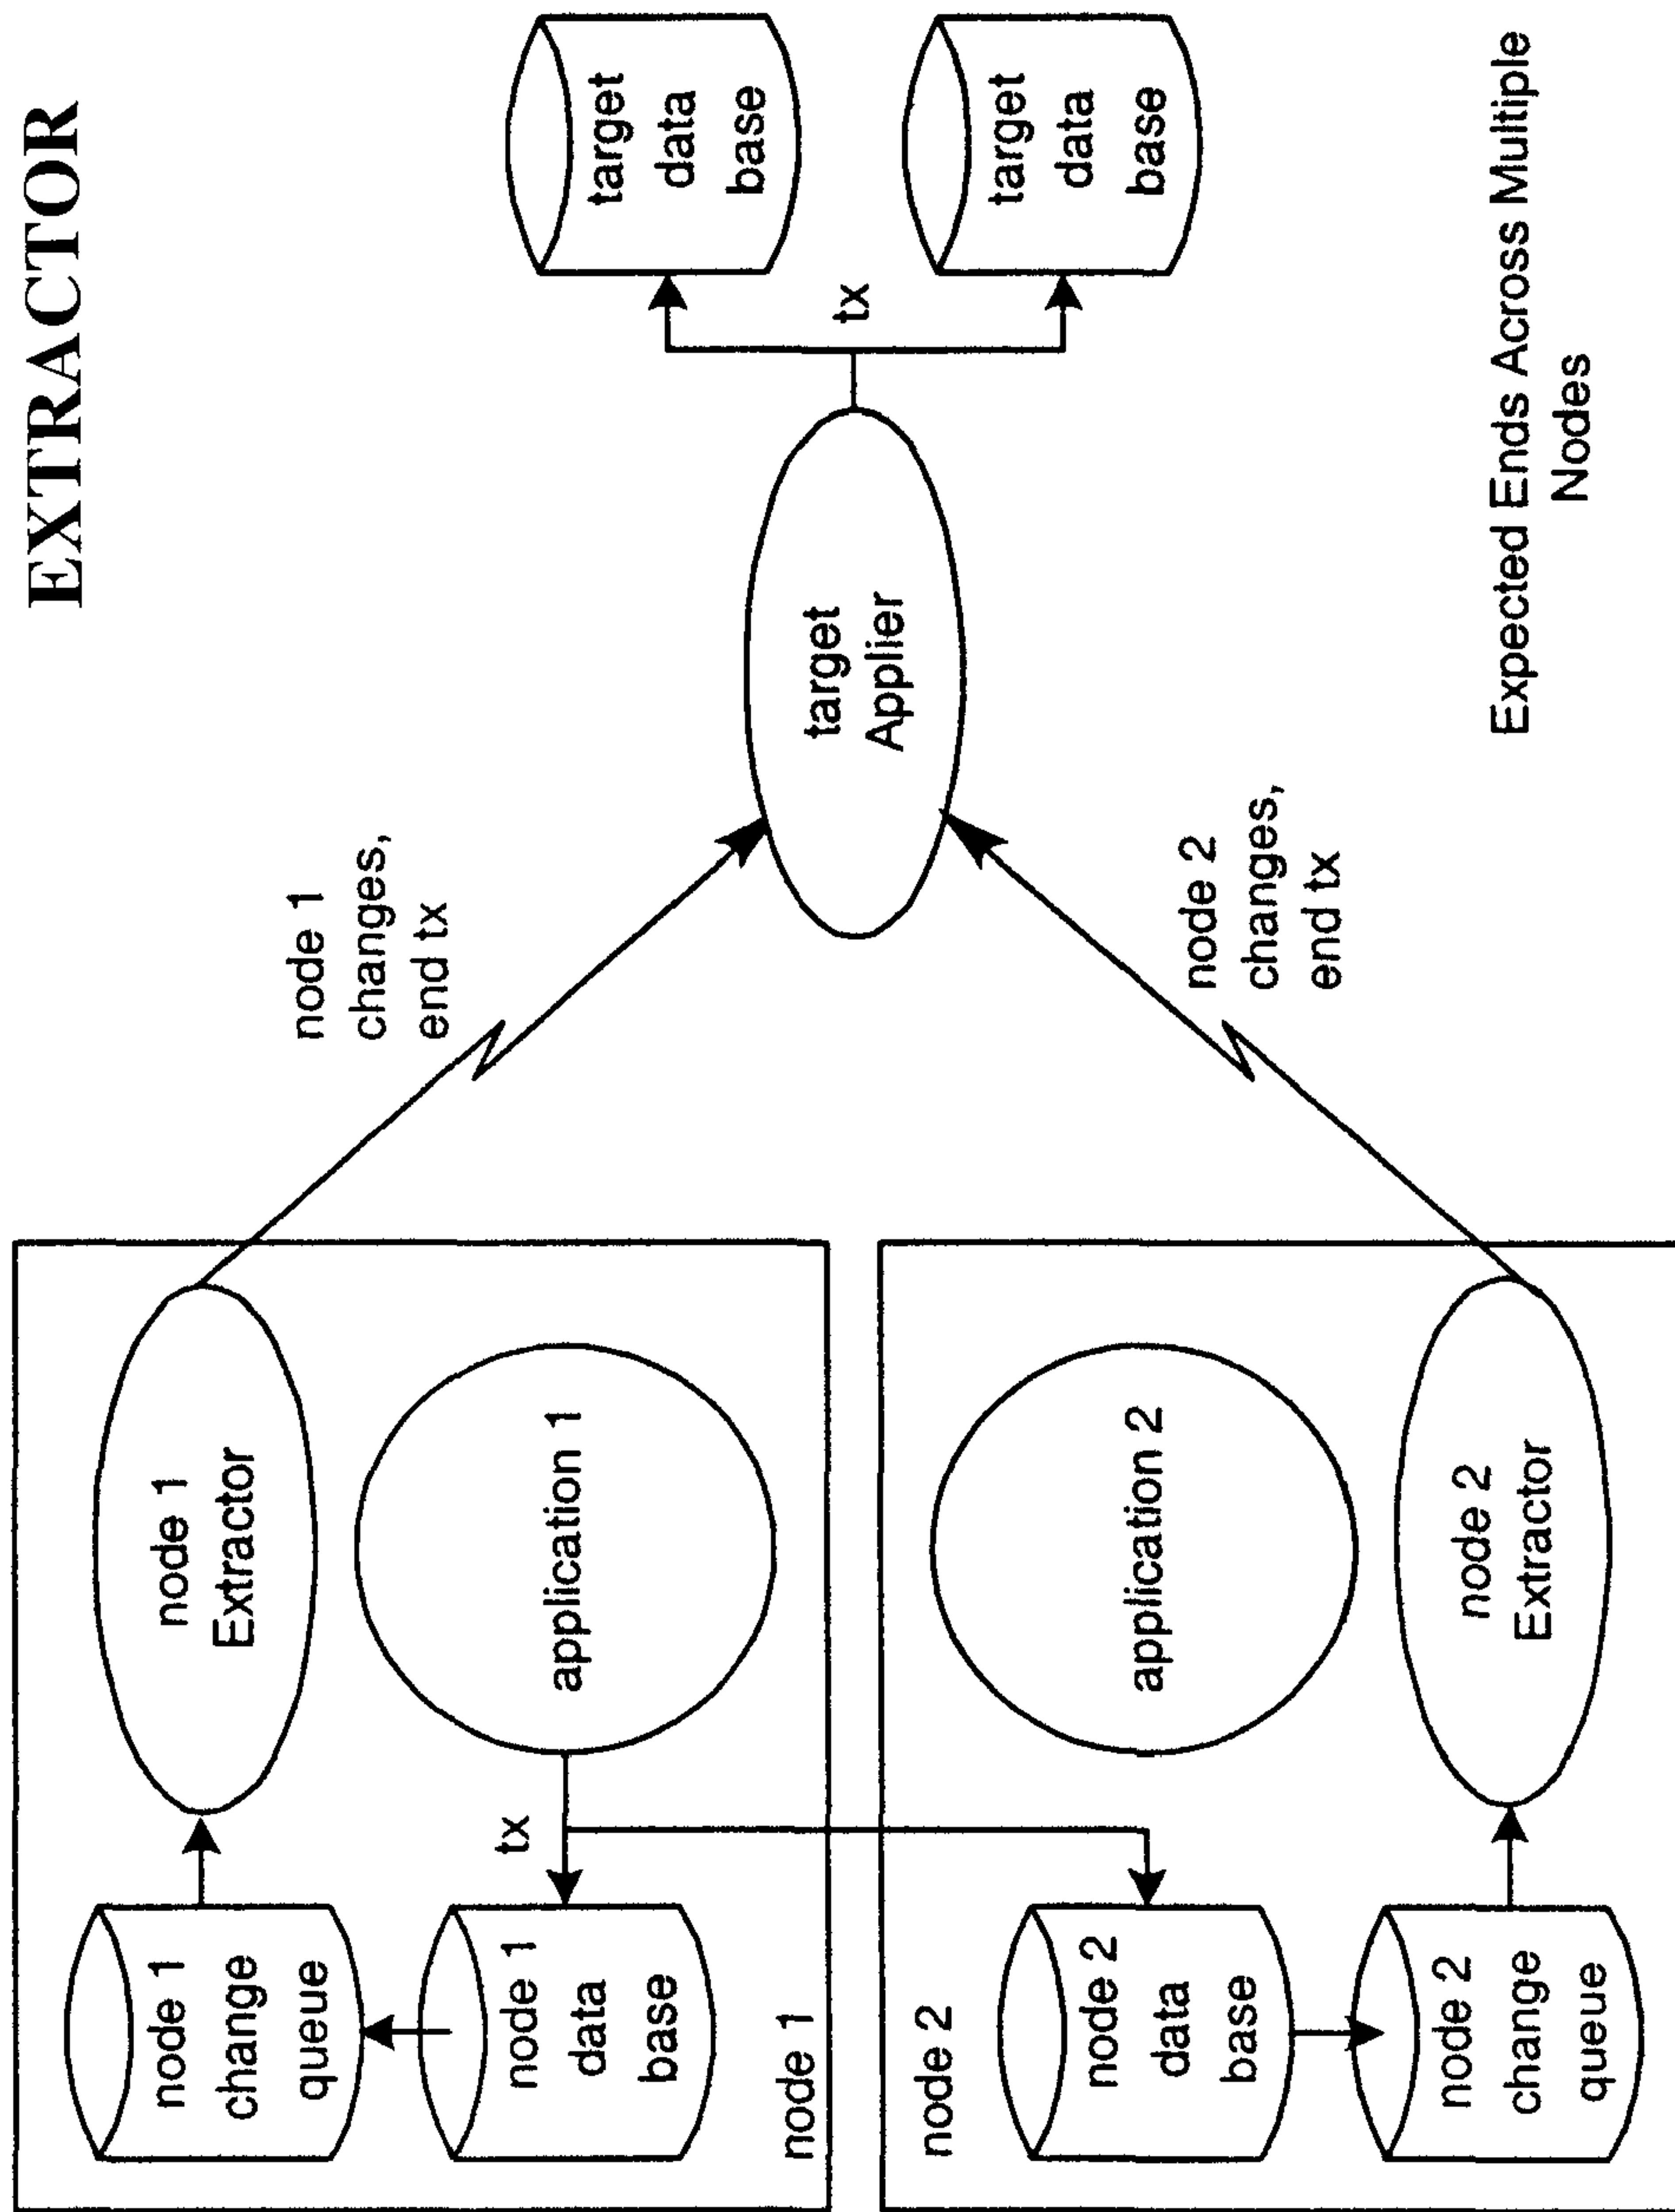 EXTRACTOR
node 1
change
queue
node 1
Extractor
node 1
changes,
end tx
target
data
base
node 1
data
base
tx
application 1
node 1
target
Applier
tx
target
data
base
node 2
node 2
data
base
application 2
node 2
changes,
end tx
node 2
change
queue
node 2
Extractor
Expected Ends Across Multiple
Nodes